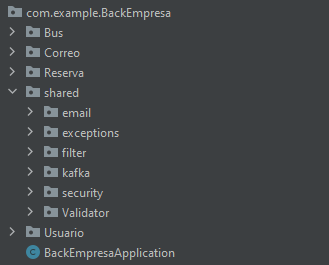 com.example.BackEmpresa
Bus
Correo
Reserva
shared
email
exceptions
filter
kafka
security
Validator
Usuario
BackEmpresaApplication